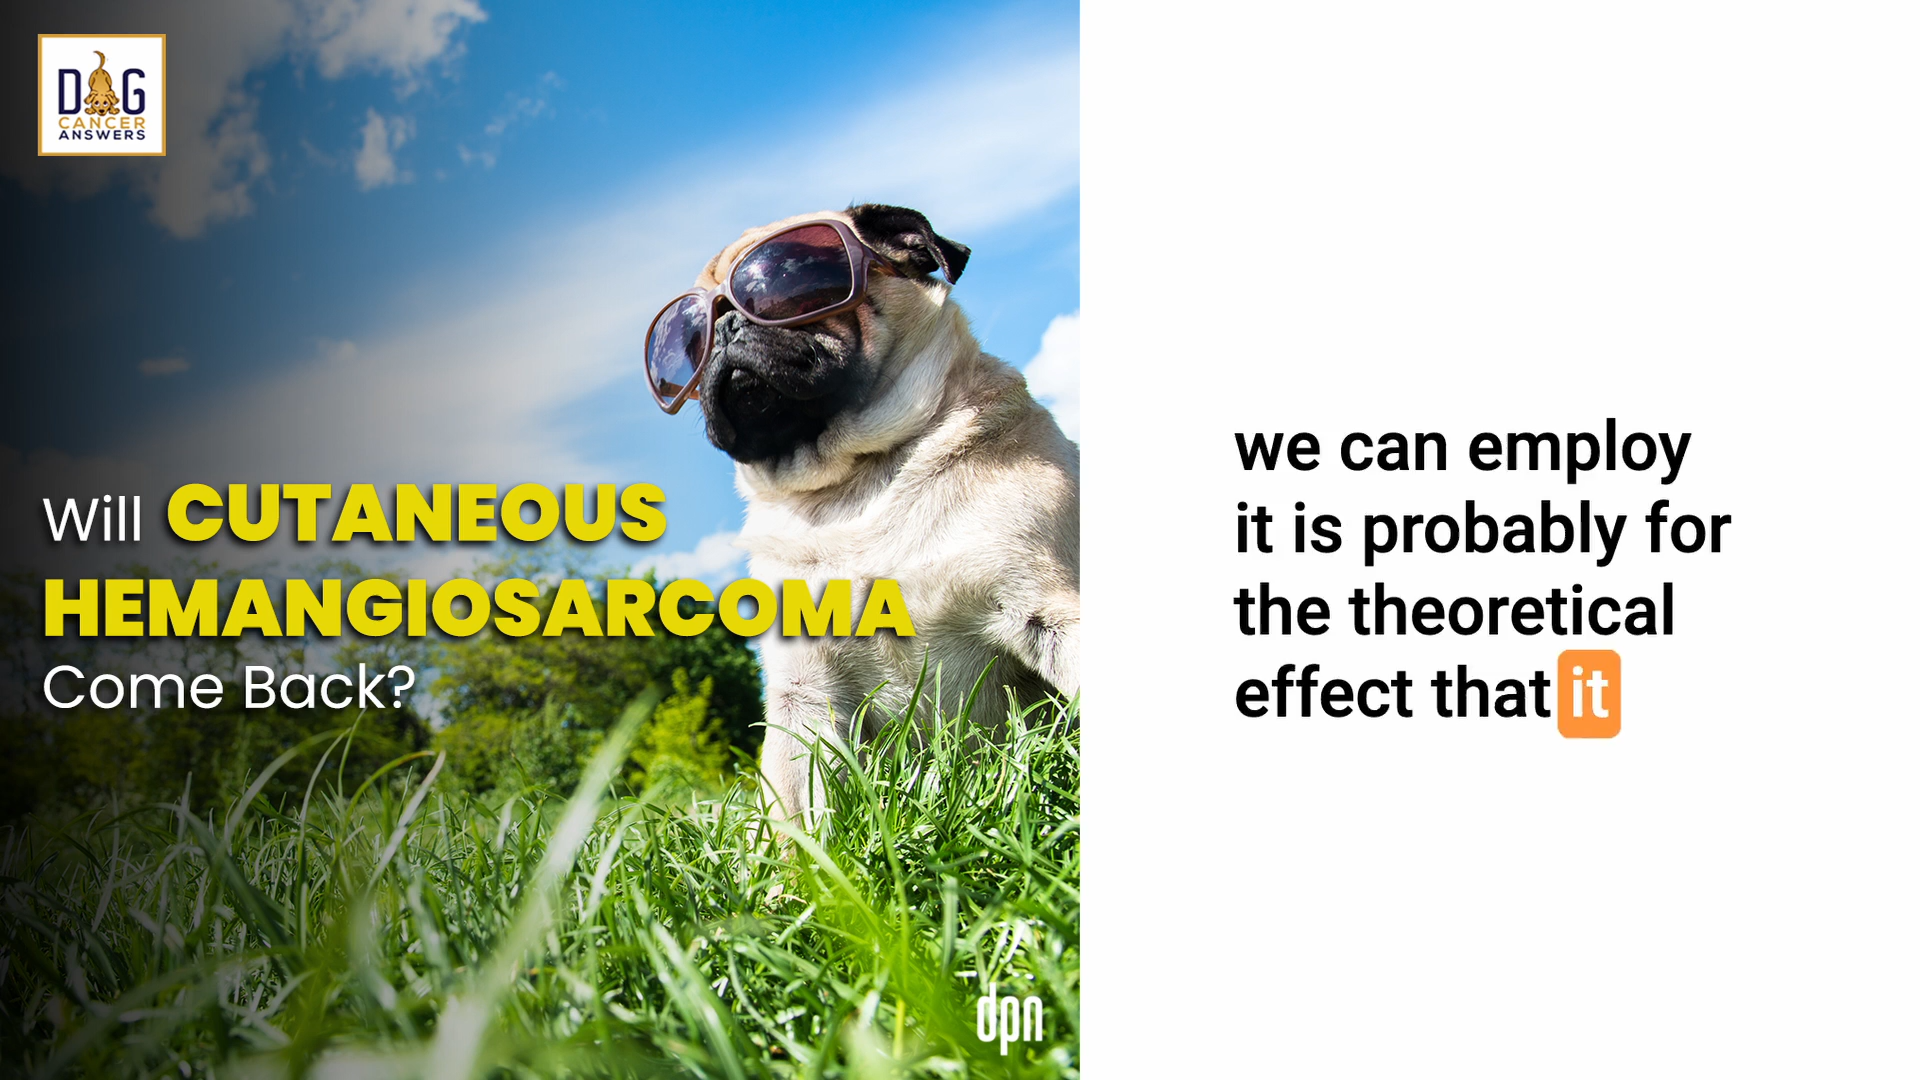 DOG
CANCER
ANSWERS
Will CUTANEOUS
HEMANGIOSARCOMA
Come Back?
dpn
we can employ
it is probably for
the theoretical
effect that it